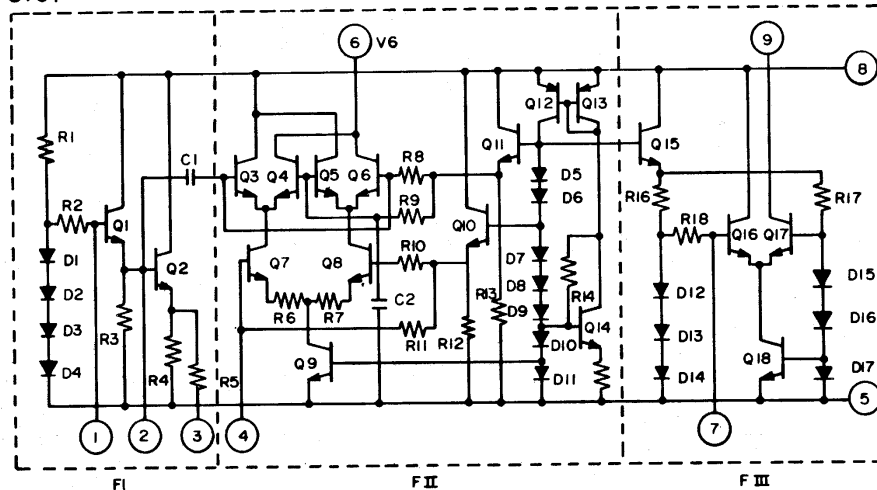 6 V6
9
8
R1
C1
Q3
Q4
Q5
Q6
R8
Q11
Q12
Q13
Q15
R2
Q1
D5
D6
R16
R17
R9
Q10
R18
Q16
Q17
D1
Q2
Q7
Q8
R10
D7
D2
D8
R14
D12
D15
R3
R6
R7
C2
R13
D9
D16
D3
R11
R12
Q14
D13
R4
Q9
D10
Q18
D4
R5
D11
D14
D17
5
1
2
3
4
7
FI
FII
FIII